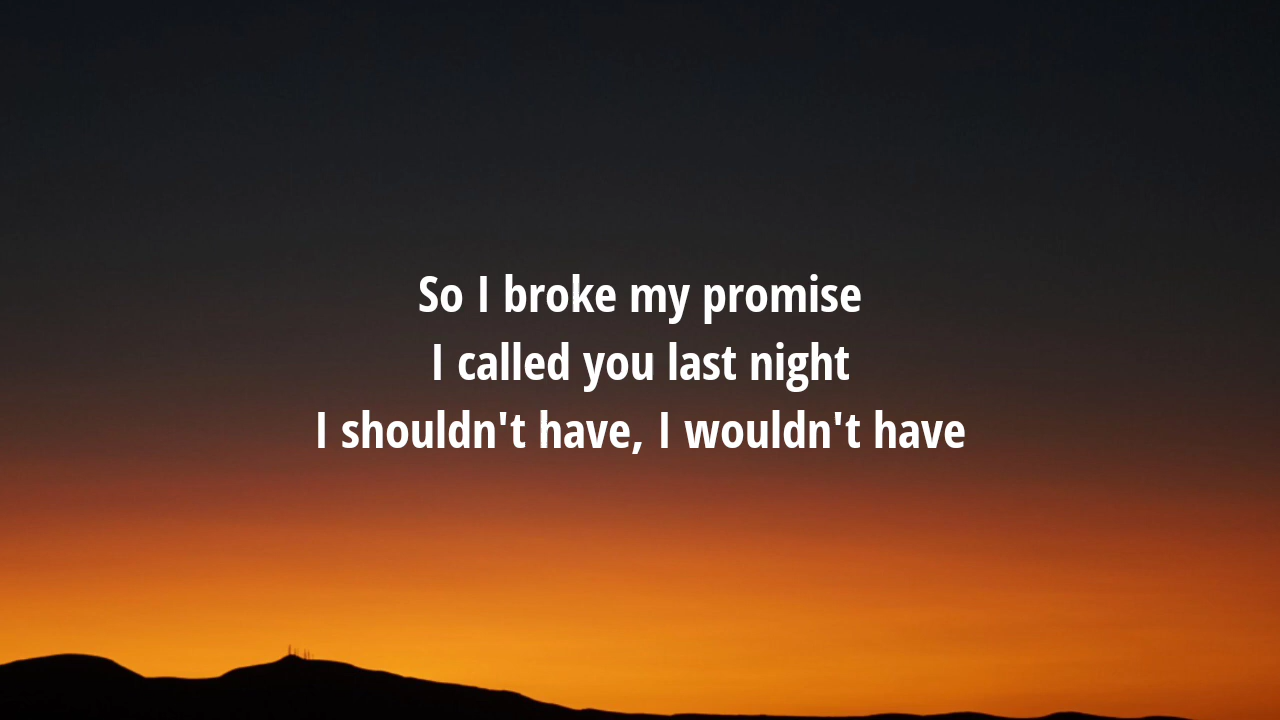 So I broke my promise
I called you last night
I shouldn't have, I wouldn't have